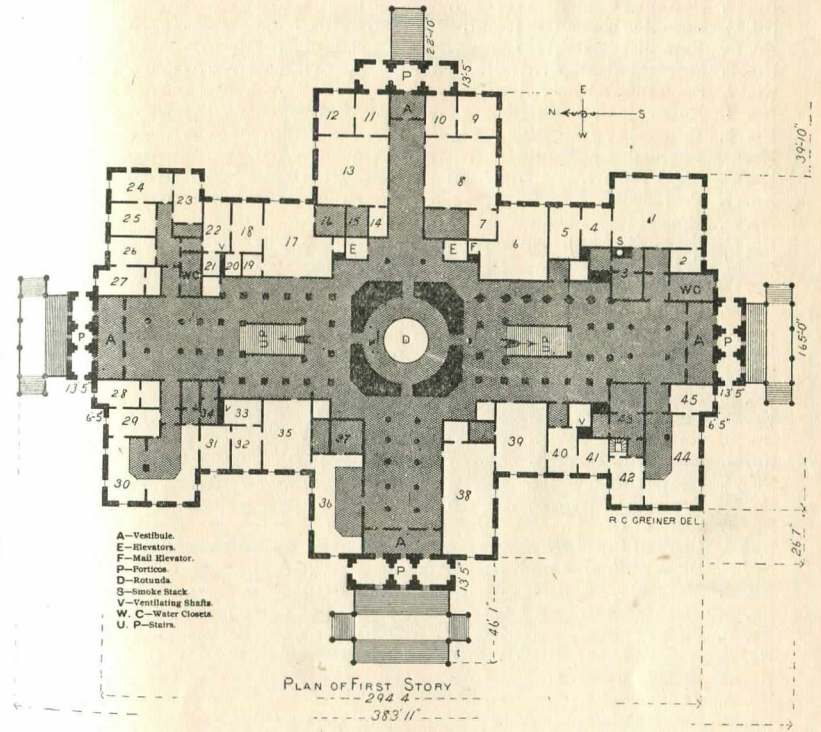 28'-10"
P
13'-5"
12
11
A
10
9
E
N
S
W
39'-10"
13
8
24
23
1
25
22
18
17
16
15
14
7
6
5
4
26
V
E
E
F
S
3
2
27
WC
21
20
19
WO
P
A
UP
D
UP
A
P
165'-0"
13'5
13'5"
28
34
V
33
43
45
6-5
29
31
32
35
37
39
V
6'5"
30
36
38
40
41
42
44
R C GREINER DEL
A
26'7"
A—Vestibule.
E—Elevators.
F—Mail Elevator.
P—Porticos.
D—Rotunda.
S—Smoke Stack.
V—Ventilating Shafts.
W. C—Water Closets.
U. P—Stairs.
P
13'5"
46'1"
PLAN OF FIRST STORY
294 4
383'11"